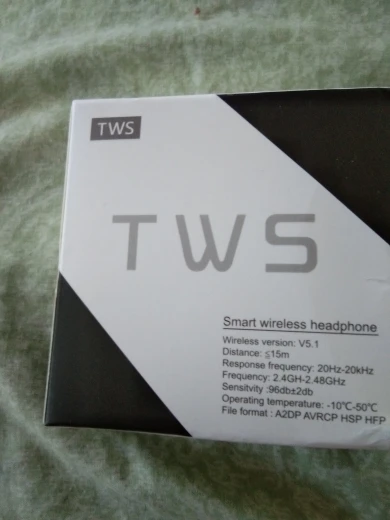 TWS
TWS
Smart wireless headphone
Wireless version: V5.1
Distance: ≦15m
Response frequency: 20Hz-20kHz
Frequency: 2.4GH-2.48GHz
Sensitvity :96db±2db
Operating temperature: -10℃-50℃
File format : A2DP AVRCP HSP HFP